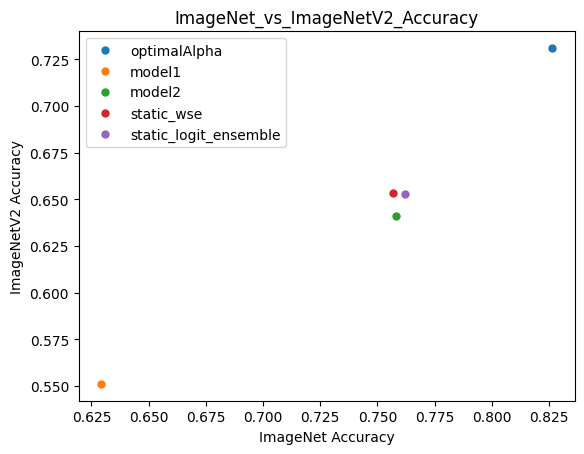 ImageNet_vs_ImageNetV2_Accuracy
optimalAlpha
model1
model2
static_wse
static_logit_ensemble
ImageNetV2 Accuracy
0.725
0.700
0.675
0.650
0.625
0.600
0.575
0.550
0.625 0.650 0.675 0.700 0.725 0.750 0.775 0.800 0.825
ImageNet Accuracy